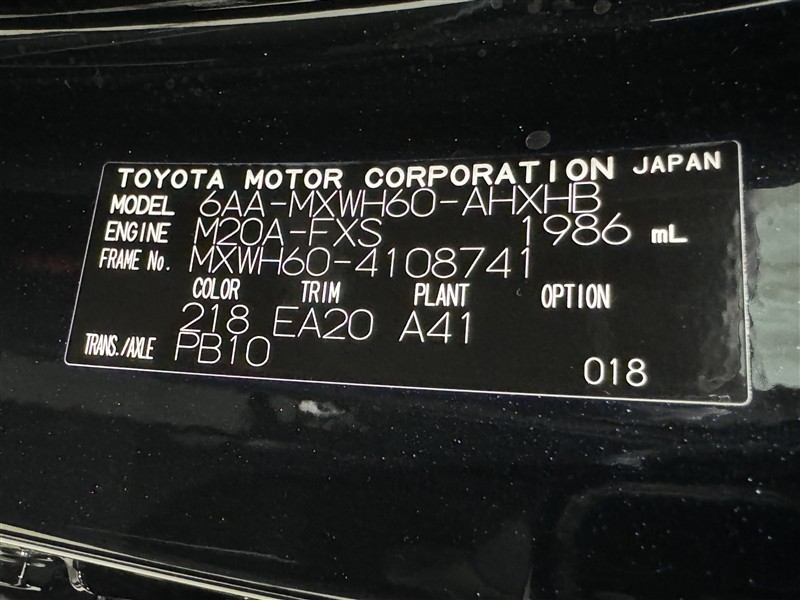 TOYOTA MOTOR CORPORATION JAPAN
MODEL 6AA-MXWH60-AHXHB
ENGINE M20A-FXS 1986 mL
FRAME No. MXWH60-4108741
COLOR TRIM PLANT OPTION
218 EA20 A41
TRANS./AXLE PB10
018